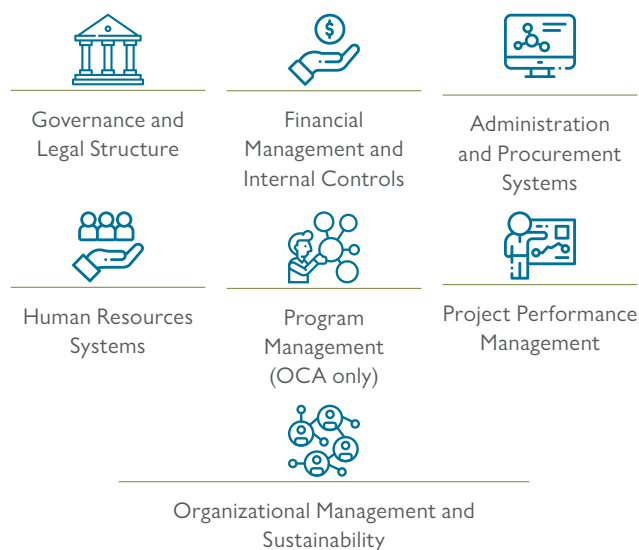 $
Governance and
Legal Structure
Financial
Management and
Internal Controls
Administration
and Procurement
Systems
Human Resources
Systems
Program
Management
(OCA only)
Project Performance
Management
Organizational Management and
Sustainability